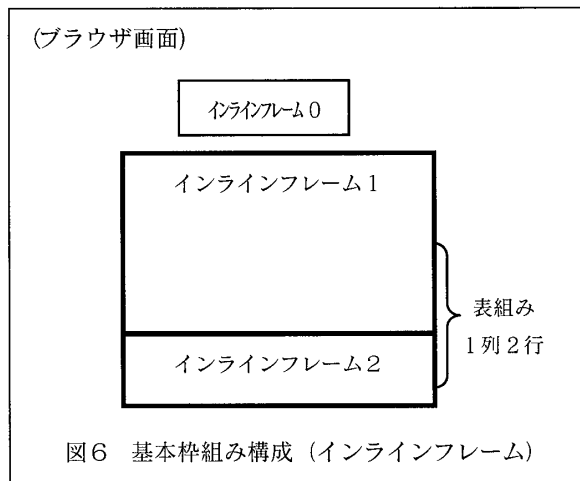 (ブラウザ画面)
インラインフレーム0
インラインフレーム1
表組み
1列2行
インラインフレーム2
図6 基本枠組み構成（インラインフレーム）